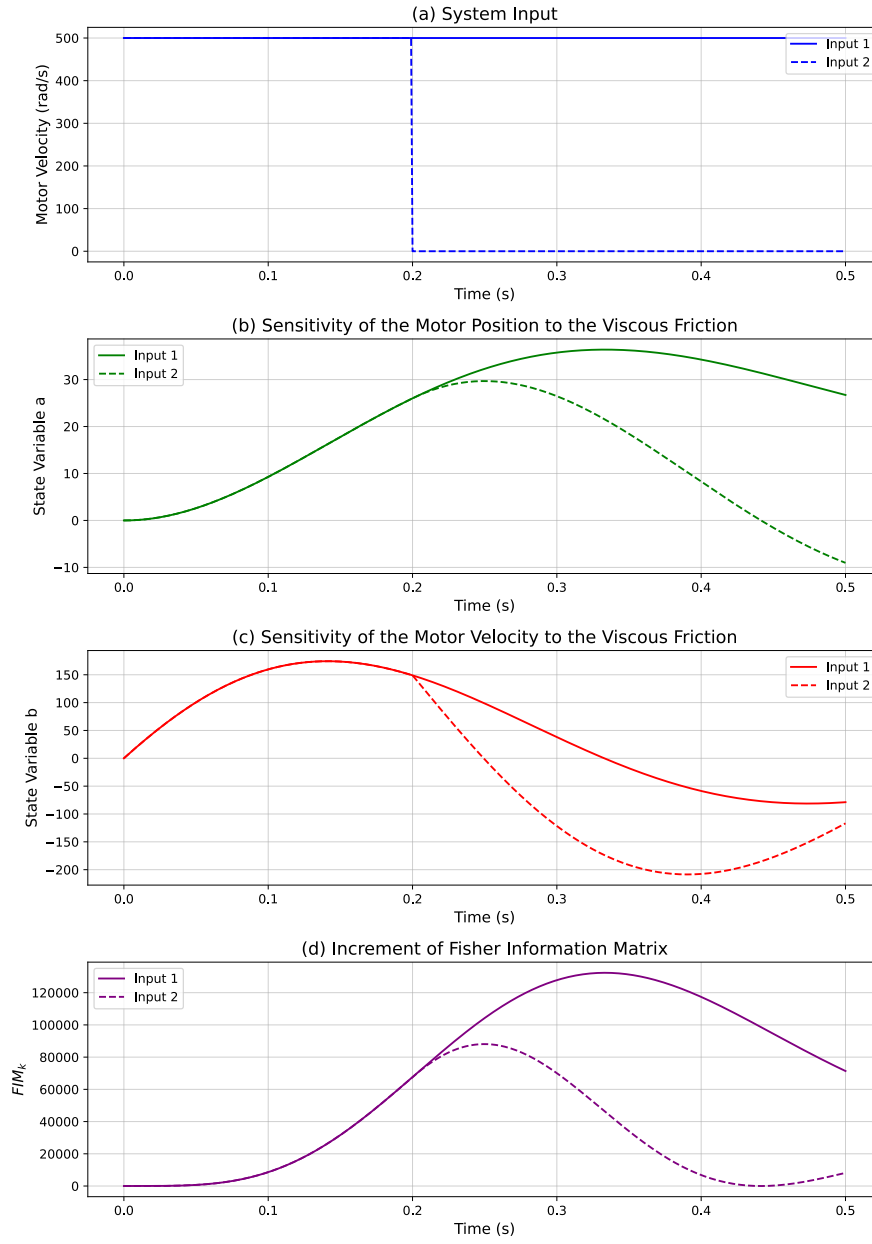 (a) System Input
500
400
300
200
100
0
Motor Velocity (rad/s)
Input 1
Input 2
0.0 0.1 0.2 0.3 0.4 0.5
Time (s)
(b) Sensitivity of the Motor Position to the Viscous Friction
Input 1
Input 2
30
20
10
0
−10
State Variable a
0.0 0.1 0.2 0.3 0.4 0.5
Time (s)
(c) Sensitivity of the Motor Velocity to the Viscous Friction
Input 1
Input 2
150
100
50
0
−50
−100
−150
−200
State Variable b
0.0 0.1 0.2 0.3 0.4 0.5
Time (s)
(d) Increment of Fisher Information Matrix
Input 1
Input 2
120000
100000
80000
60000
40000
20000
0
FIMₖ
0.0 0.1 0.2 0.3 0.4 0.5
Time (s)